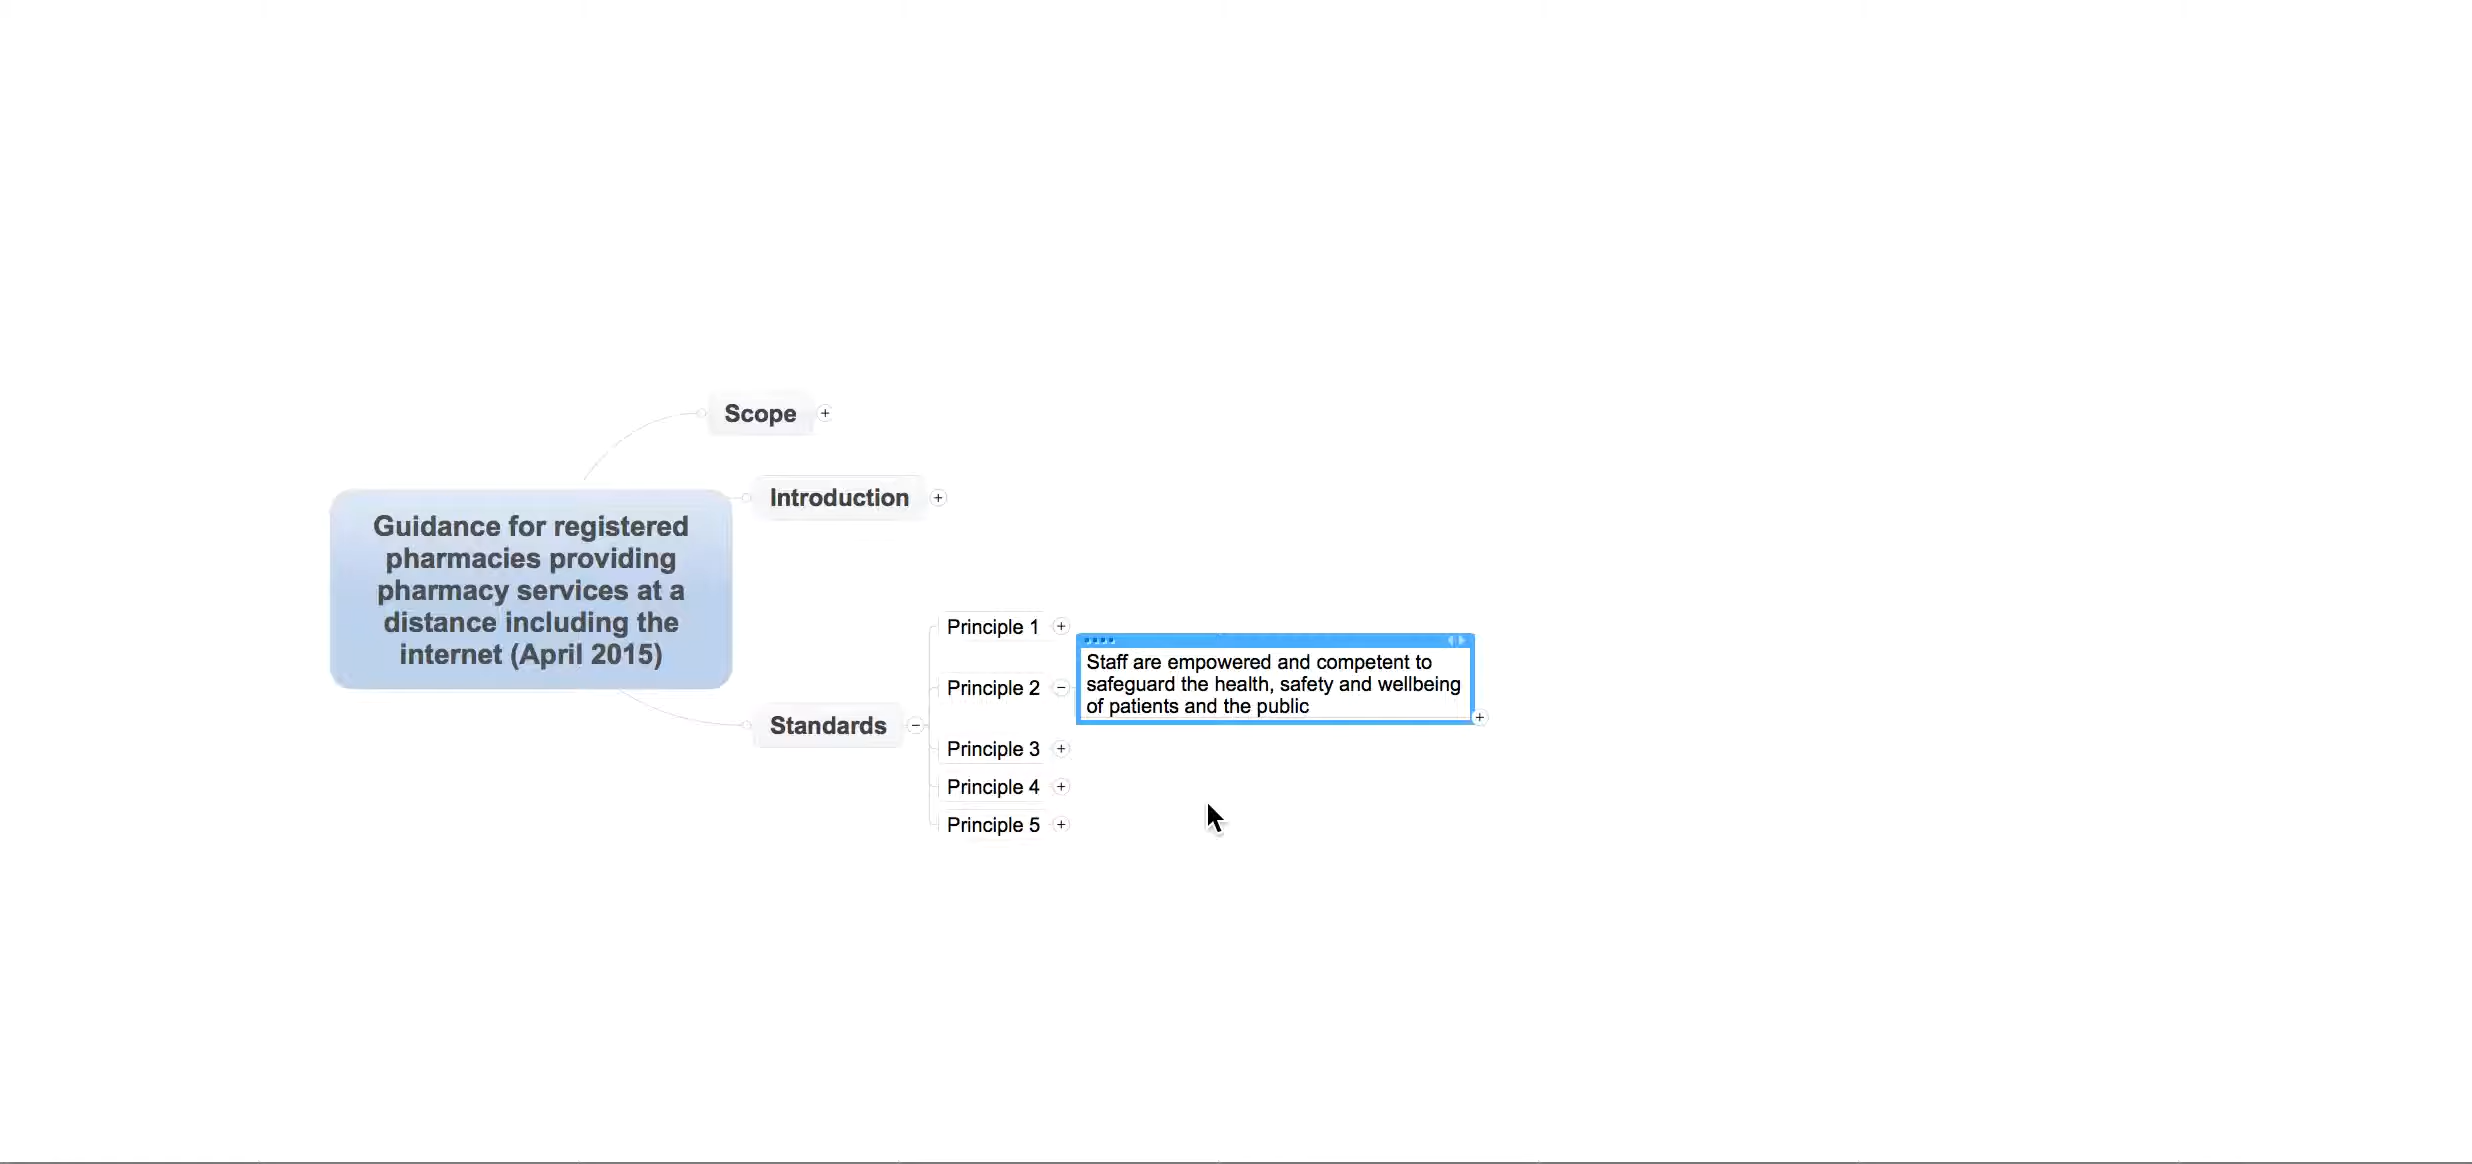 Scope
Introduction
Guidance for registered
pharmacies providing
pharmacy services at a
distance including the
internet (April 2015)
Standards
Principle 1
Principle 2
Staff are empowered and competent to
safeguard the health, safety and wellbeing
of patients and the public
Principle 3
Principle 4
Principle 5